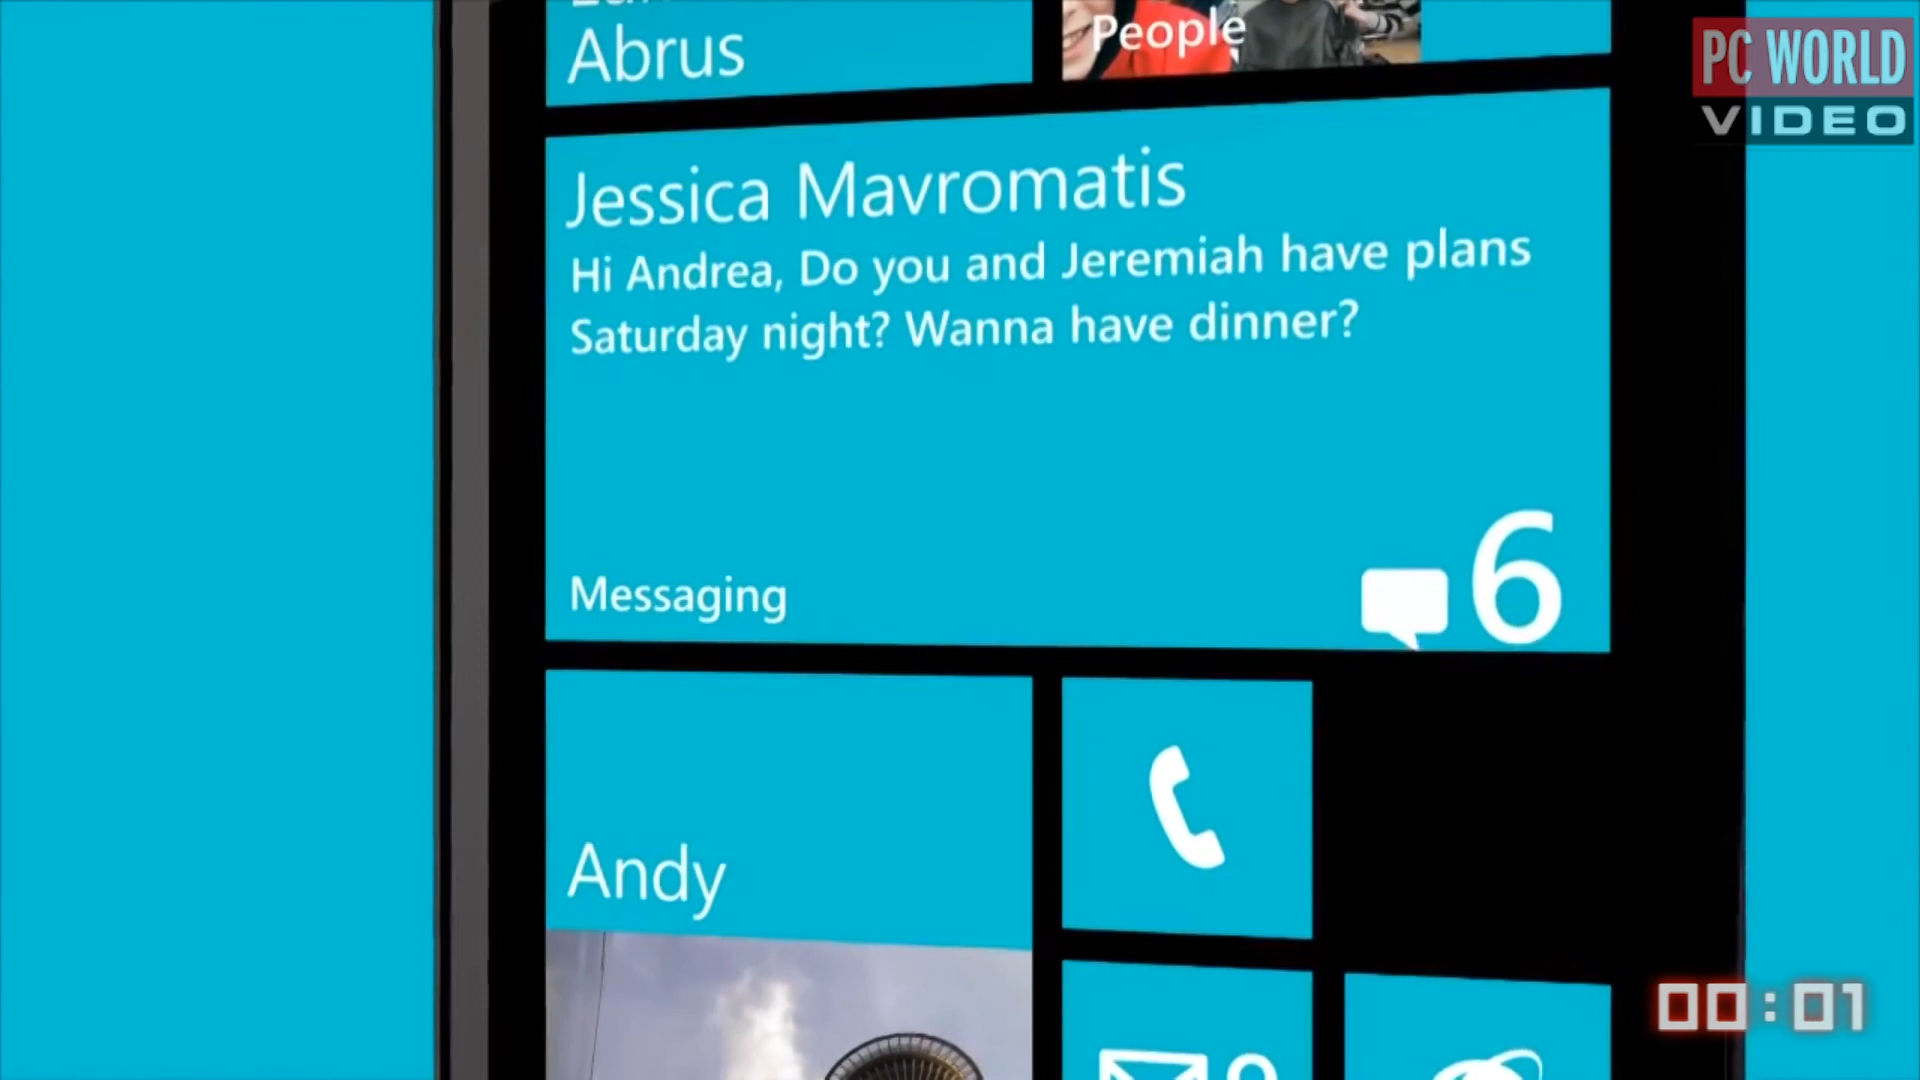 Abrus
People
PC WORLD
VIDEO
Jessica Mavromatis
Hi Andrea, Do you and Jeremiah have plans
Saturday night? Wanna have dinner?
Messaging
6
Andy
00:01